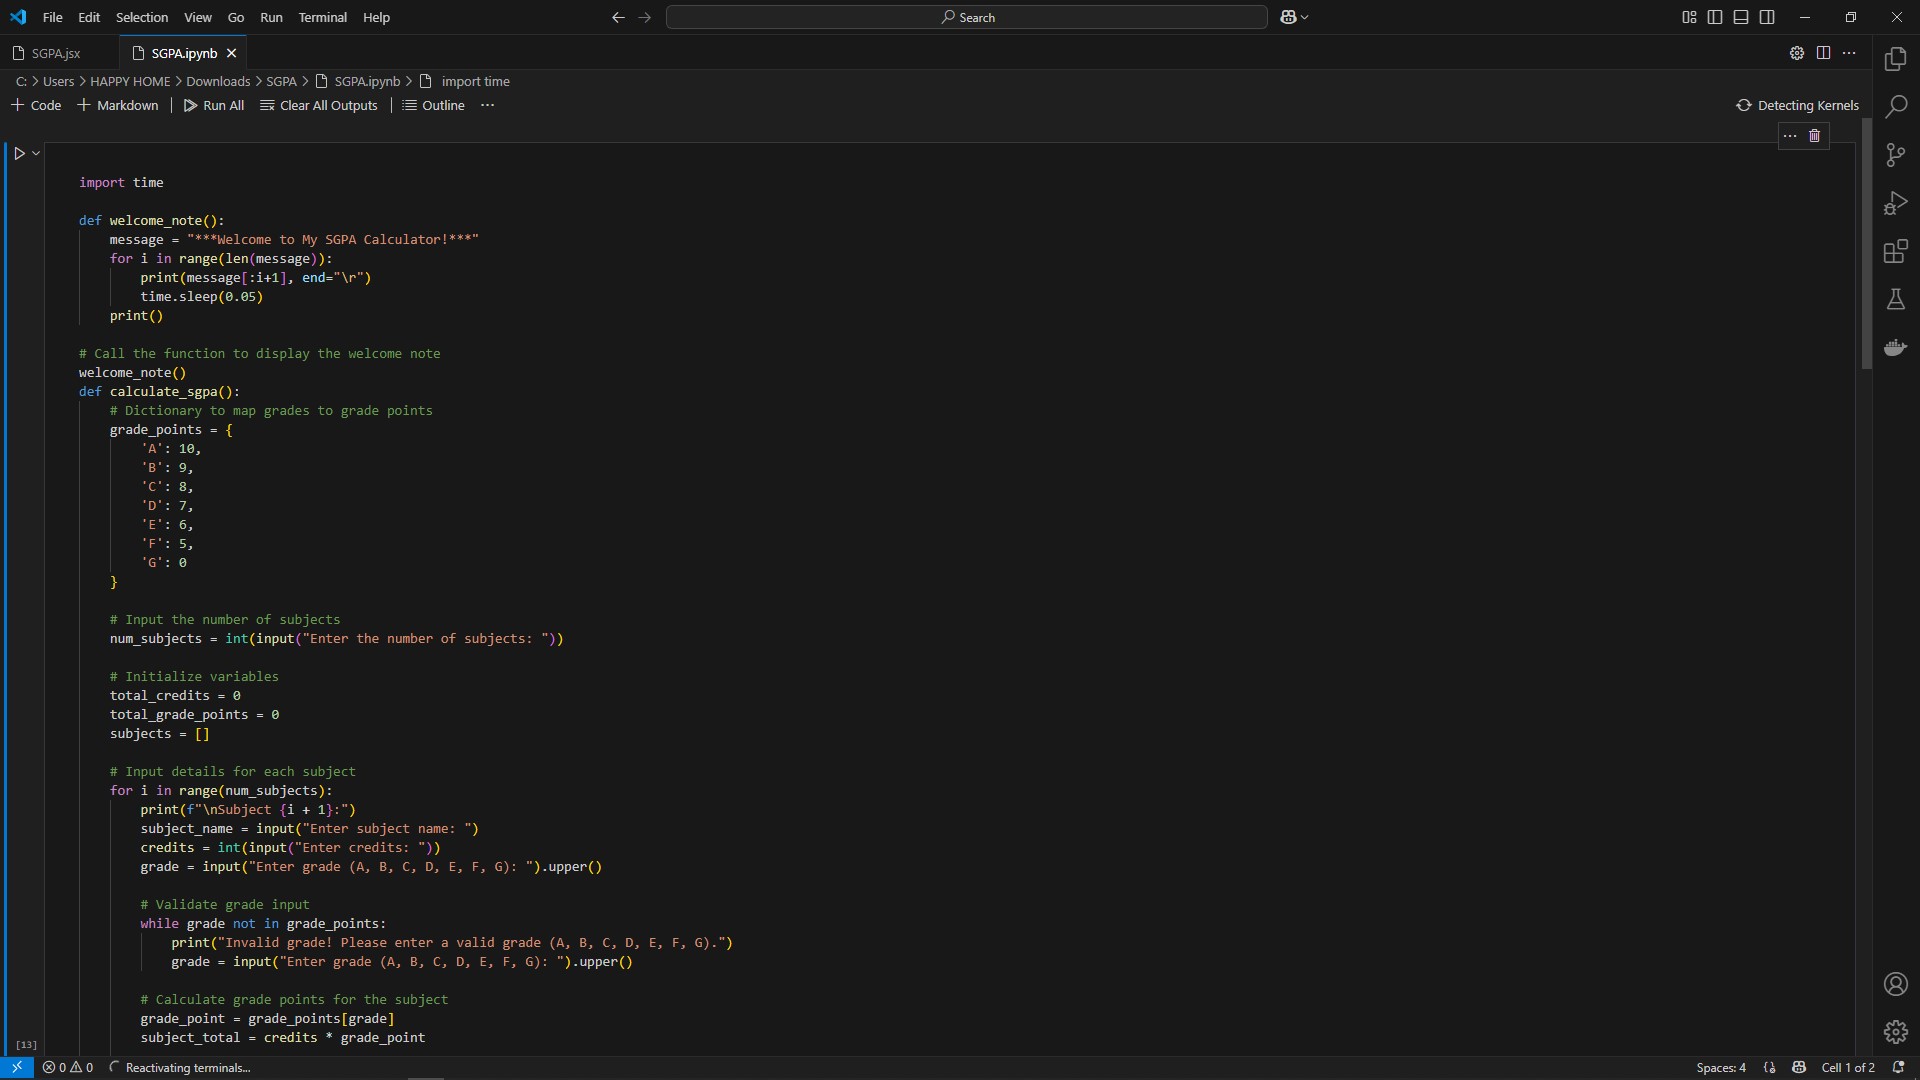 File Edit Selection View Go Run Terminal Help
Search
SGPA.jsx
SGPA.ipynb
C: > Users > HAPPY HOME > Downloads > SGPA > SGPA.ipynb > import time
+ Code + Markdown | Run All Clear All Outputs | Outline ...
Detecting Kernels
import time
def welcome_note():
message = "***Welcome to My SGPA Calculator!***"
for i in range(len(message)):
print(message[:i+1], end="\r")
time.sleep(0.05)
print()
# Call the function to display the welcome note
welcome_note()
def calculate_sgpa():
# Dictionary to map grades to grade points
grade_points = {
'A': 10,
'B': 9,
'C': 8,
'D': 7,
'E': 6,
'F': 5,
'G': 0
}
# Input the number of subjects
num_subjects = int(input("Enter the number of subjects: "))
# Initialize variables
total_credits = 0
total_grade_points = 0
subjects = []
# Input details for each subject
for i in range(num_subjects):
print(f"\nSubject {i + 1}:")
subject_name = input("Enter subject name: ")
credits = int(input("Enter credits: "))
grade = input("Enter grade (A, B, C, D, E, F, G): ").upper()
# Validate grade input
while grade not in grade_points:
print("Invalid grade! Please enter a valid grade (A, B, C, D, E, F, G).")
grade = input("Enter grade (A, B, C, D, E, F, G): ").upper()
# Calculate grade points for the subject
grade_point = grade_points[grade]
subject_total = credits * grade_point
[13]
0 0 Reactivating terminals...
Spaces: 4 Cell 1 of 2